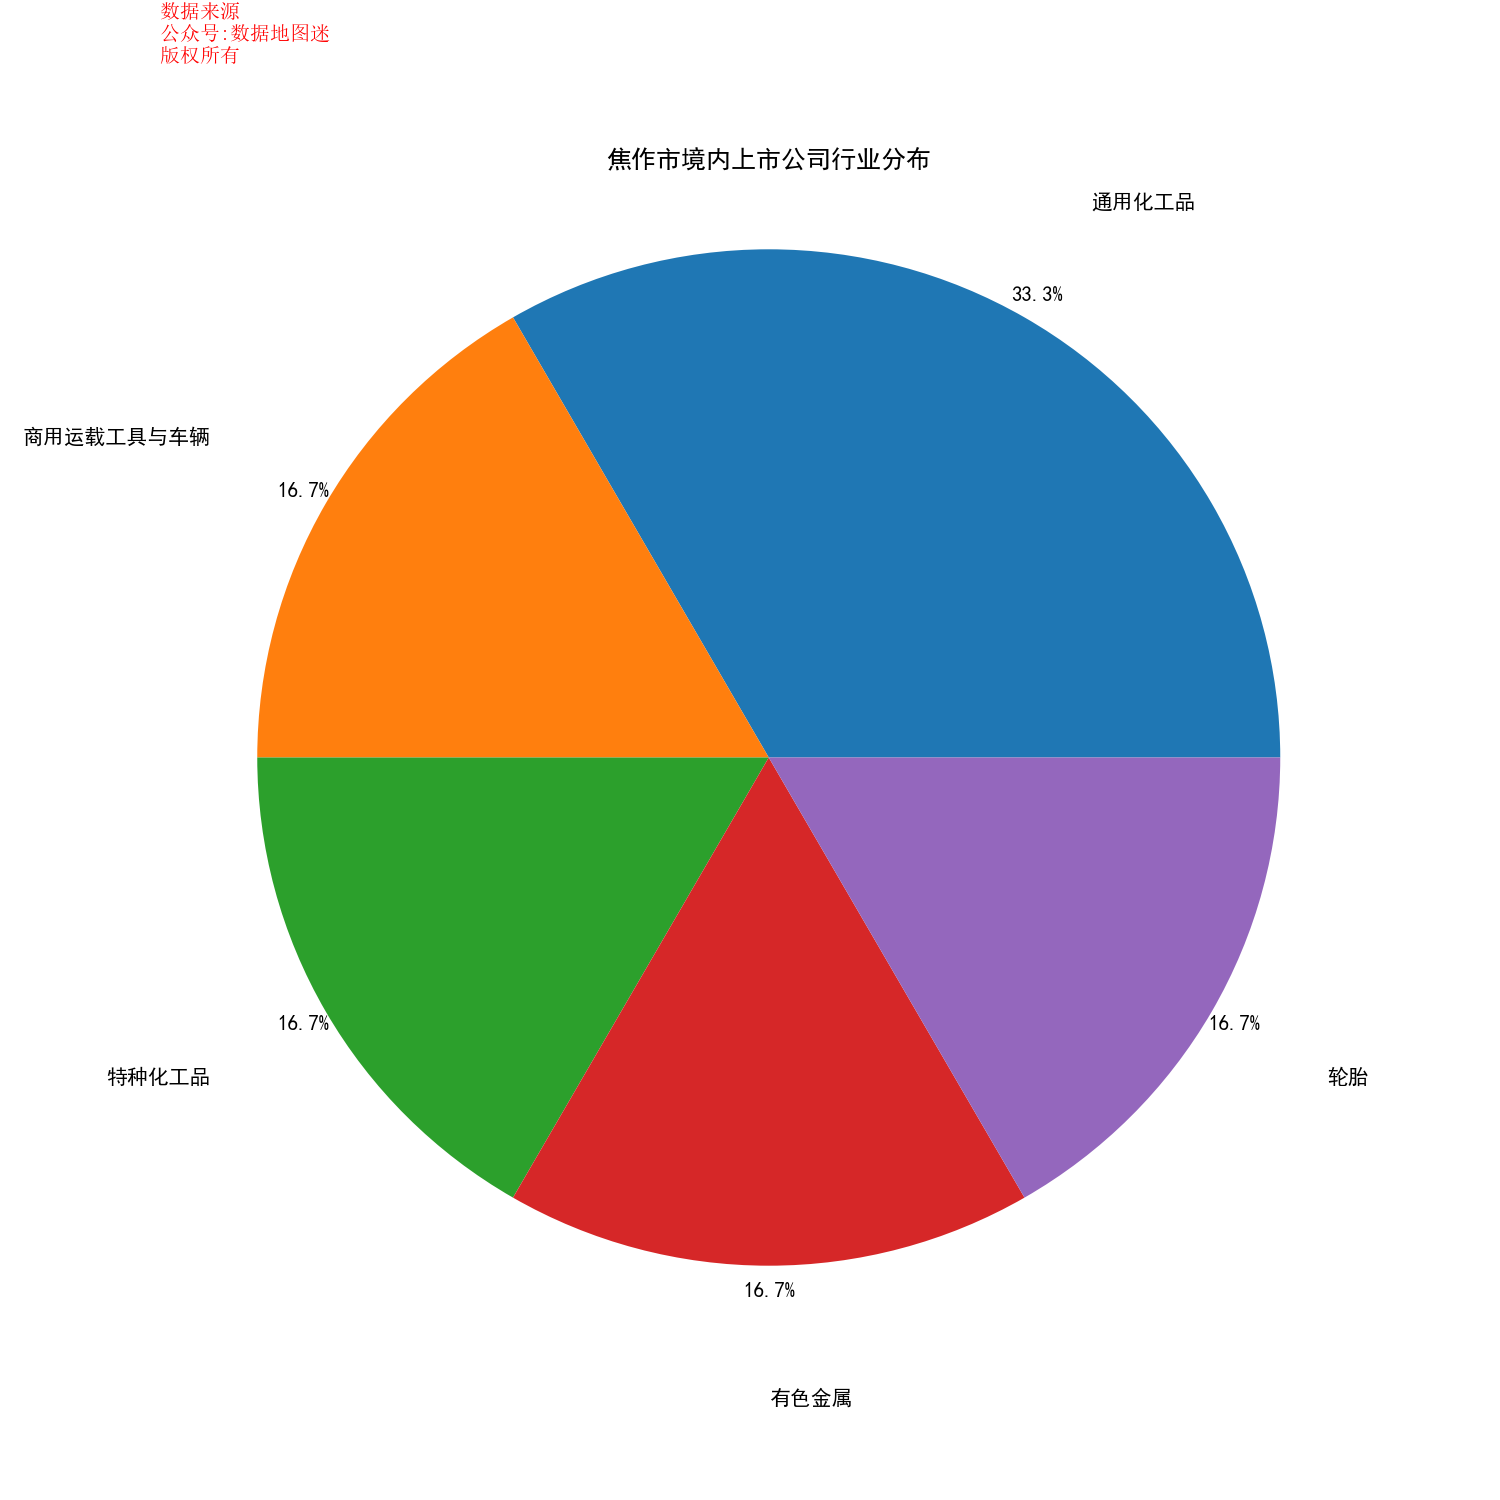 数据来源
公众号:数据地图迷
版权所有
焦作市境内上市公司行业分布
通用化工品
33.3%
商用运载工具与车辆
16.7%
16.7%
特种化工品
16.7%
轮胎
16.7%
有色金属